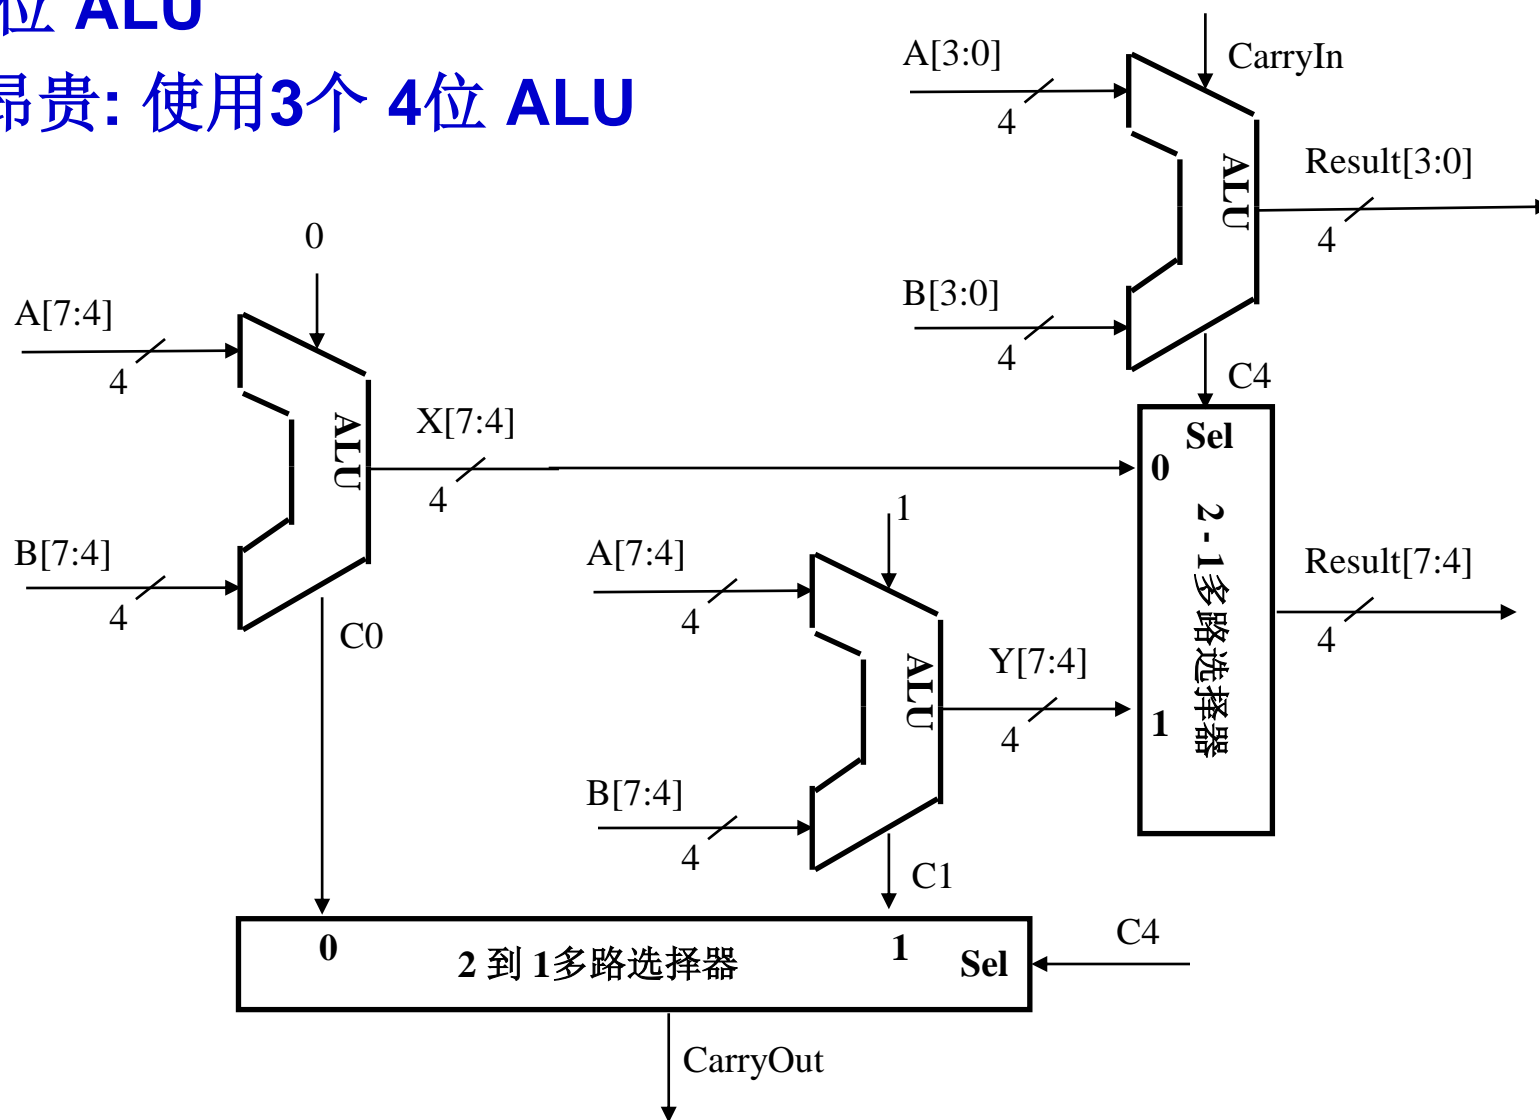 位 ALU
昂贵: 使用3个 4位 ALU
A[3:0]
CarryIn
4
ALU
Result[3:0]
4
B[3:0]
4
C4
0
A[7:4]
4
ALU
X[7:4]
4
B[7:4]
4
C0
1
A[7:4]
4
ALU
Y[7:4]
4
B[7:4]
4
C1
Sel
0
2 - 1多路选择器
1
Result[7:4]
4
0
2 到 1多路选择器
1
Sel
C4
CarryOut